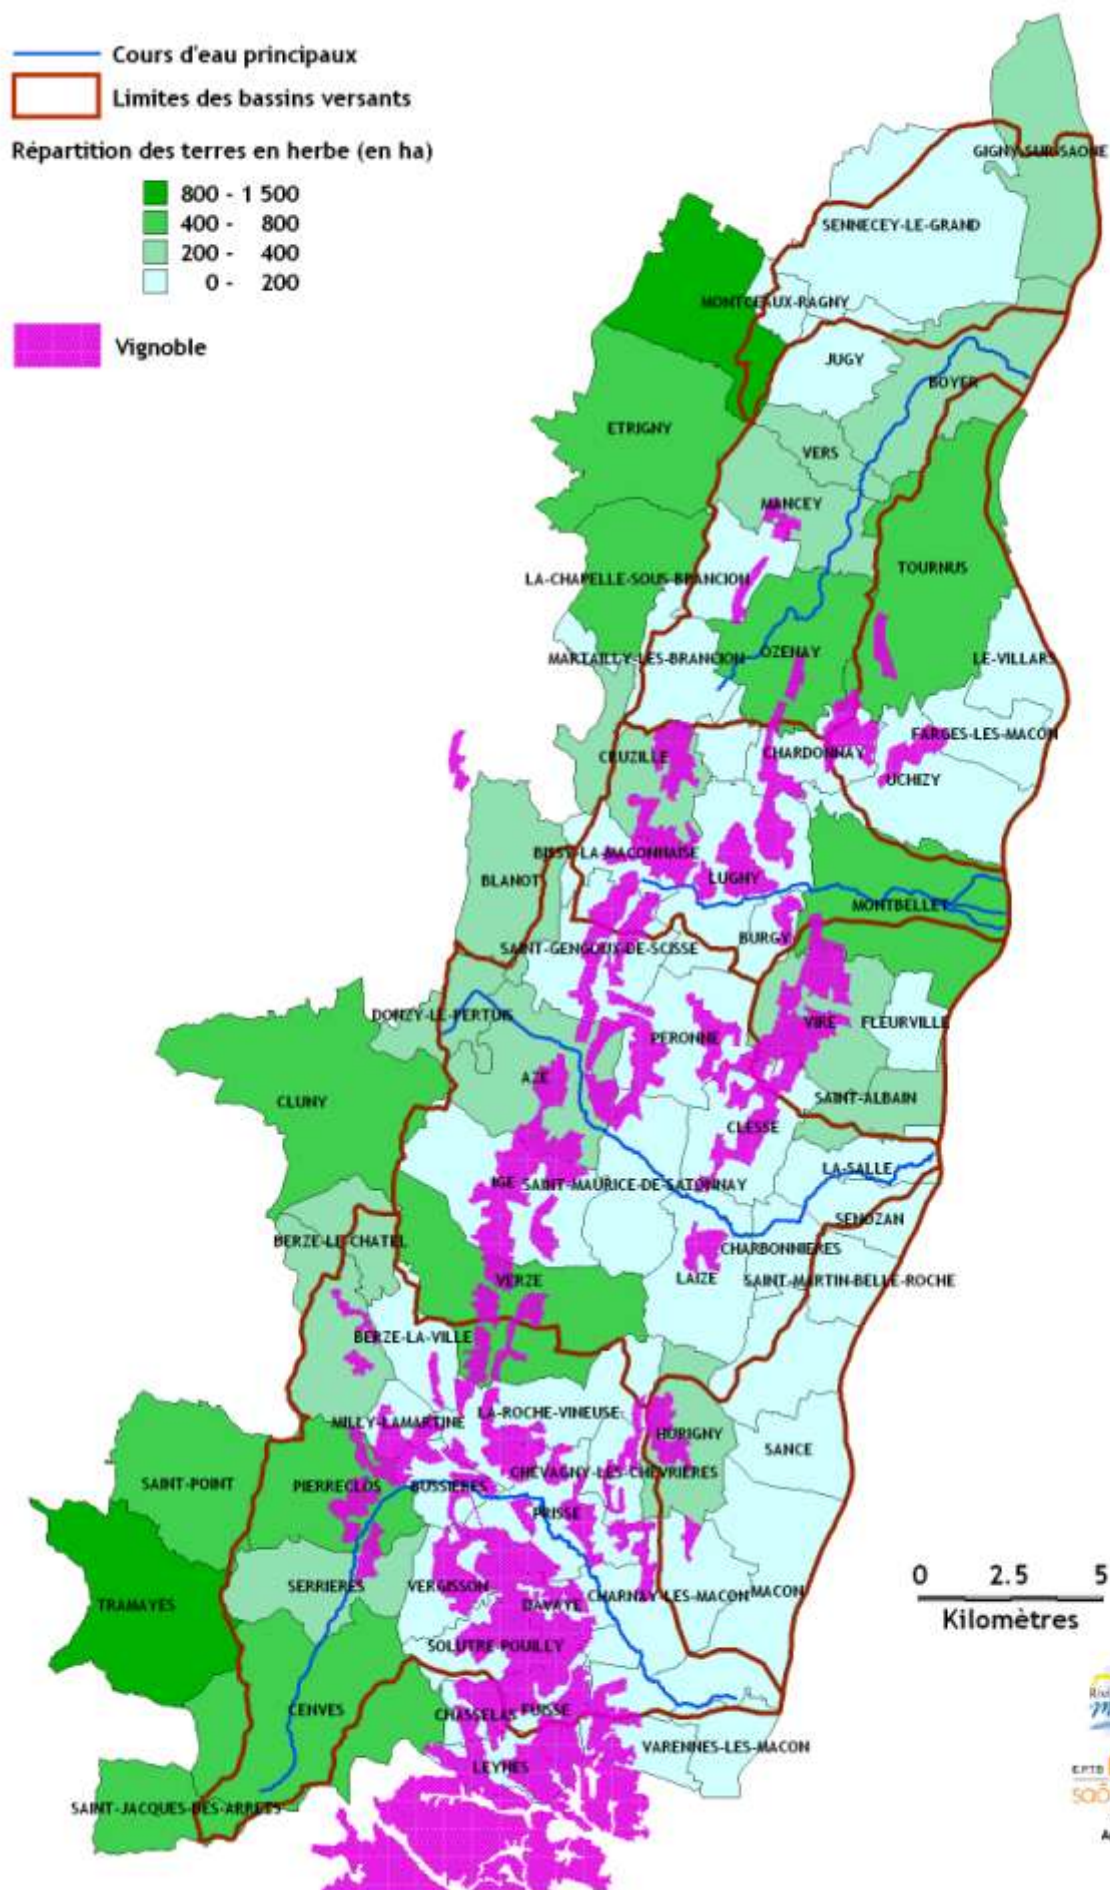 Cours d'eau principaux
Limites des bassins versants
Répartition des terres en herbe (en ha)
800 - 1 500
400 - 800
200 - 400
0 - 200
Vignoble
GIGNY-SUR-SAONE
SENNECEY-LE-GRAND
MONTCEAUX-RAGNY
JUGY
BOYER
ETRIGNY
VERS
MANCEY
TOURNUS
LA-CHAPELLE-SOUS-BRANCION
OZENAY
MARTAILLY-LES-BRANCION
LE-VILLARS
FARGES-LES-MACON
CRUZILLE
CHARDONNAY
UCHIZY
BISSY-LA-MACONNAISE
BLANOT
LUGNY
MONTBELLET
BURGY
SAINT-GENGOUX-DE-SCISSE
DONZY-LE-PERTUIS
VIRE
FLEURVILLE
PERONNE
AZE
CLUNY
SAINT-ALBAIN
CLESSE
LA-SALLE
IGE
SAINT-MAURICE-DE-SATONNAY
SENOZAN
BERZE-LE-CHATEL
CHARBONNIERES
VERZE
LAIZE
SAINT-MARTIN-BELLE-ROCHE
BERZE-LA-VILLE
MILLY-LAMARTINE
LA-ROCHE-VINEUSE
HURIGNY
SANCE
CHEVAGNY-LES-CHEVRIERES
SAINT-POINT
PIERRECLOS
BUSSIERES
PRISSE
SERRIERES
VERGISSON
CHARNAY-LES-MACON
MACON
TRAMAYES
DAVAYE
SOLUTRE-POUILLY
CENVES
CHASSELAS
FUISSE
VARENNES-LES-MACON
LEYNES
SAINT-JACQUES-DES-ARRETS
0 2.5 5
Kilomètres
E.P.T.B